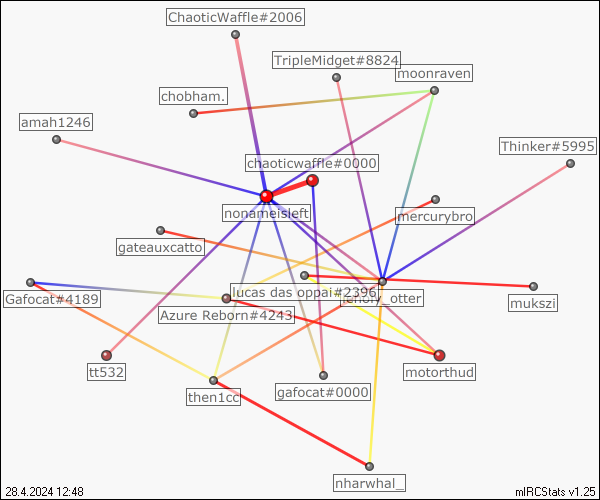 ChaoticWaffle#2006
TripleMidget#8824
moonraven
chobham.
amah1246
Thinker#5995
chaoticwaffle#0000
nonameisleft
mercurybro
gateauxcatto
lucas das oppai#2396
_otter
Gafocat#4189
Azure Reborn#4243
mukszi
tt532
motorthud
then1cc
gafocat#0000
nharwhal_
28.4.2024 12:48
mIRCStats v1.25